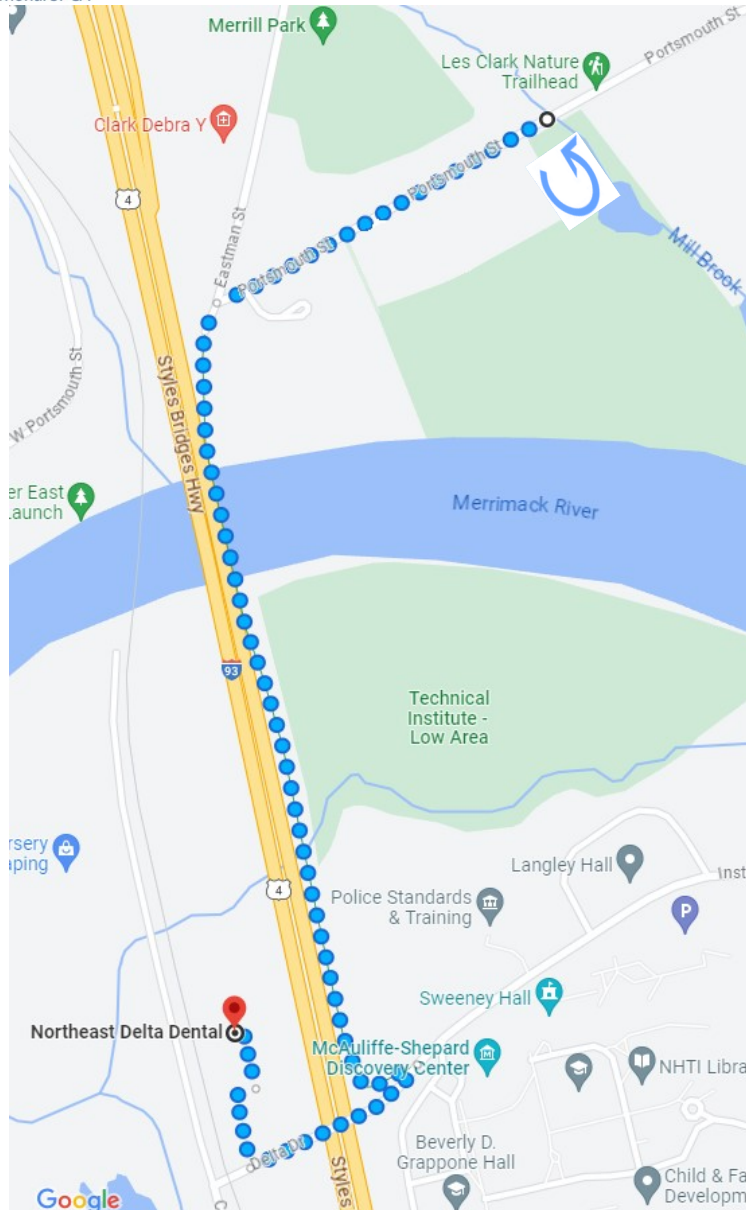 Merrill Park
Portsmouth St
Les Clark Nature
Trailhead
Clark Debra Y
4
Portsmouth St
Eastman St
Portsmouth St
Mill Brook
W Portsmouth St
Styles Bridges Hwy
er East
Launch
Merrimack River
93
Technical
Institute -
Low Area
rsery
aping
Langley Hall
Inst
4
Police Standards
& Training
P
Sweeney Hall
Northeast Delta Dental
McAuliffe-Shepard
Discovery Center
NHTI Libra
Delta Dr
Beverly D.
Grappone Hall
Styles
Child & Fa
Developm
C
Google